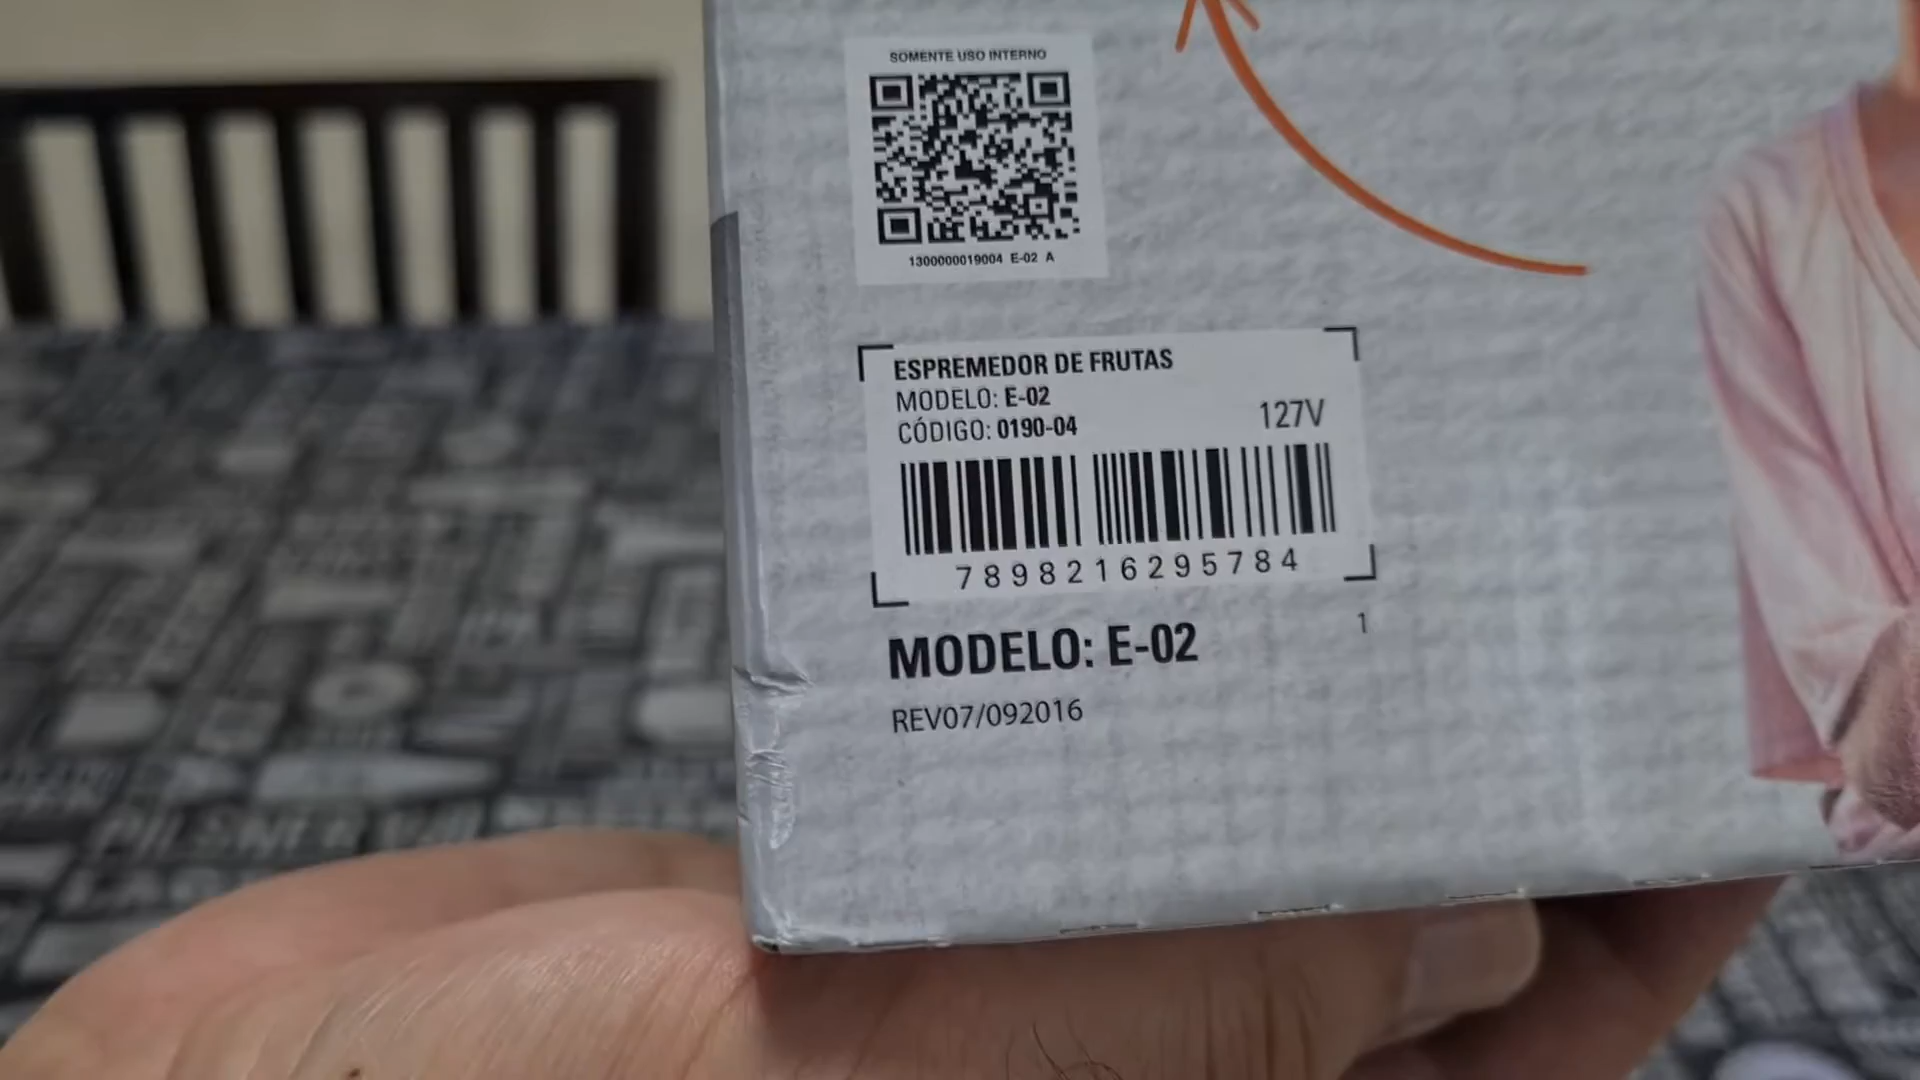 SOMENTE USO INTERNO
1300000019004 E-02 A
ESPREMEDOR DE FRUTAS
MODELO: E-02
CÓDIGO: 0190-04
127V
7898216295784
1
MODELO: E-02
REV07/092016
PILSNER